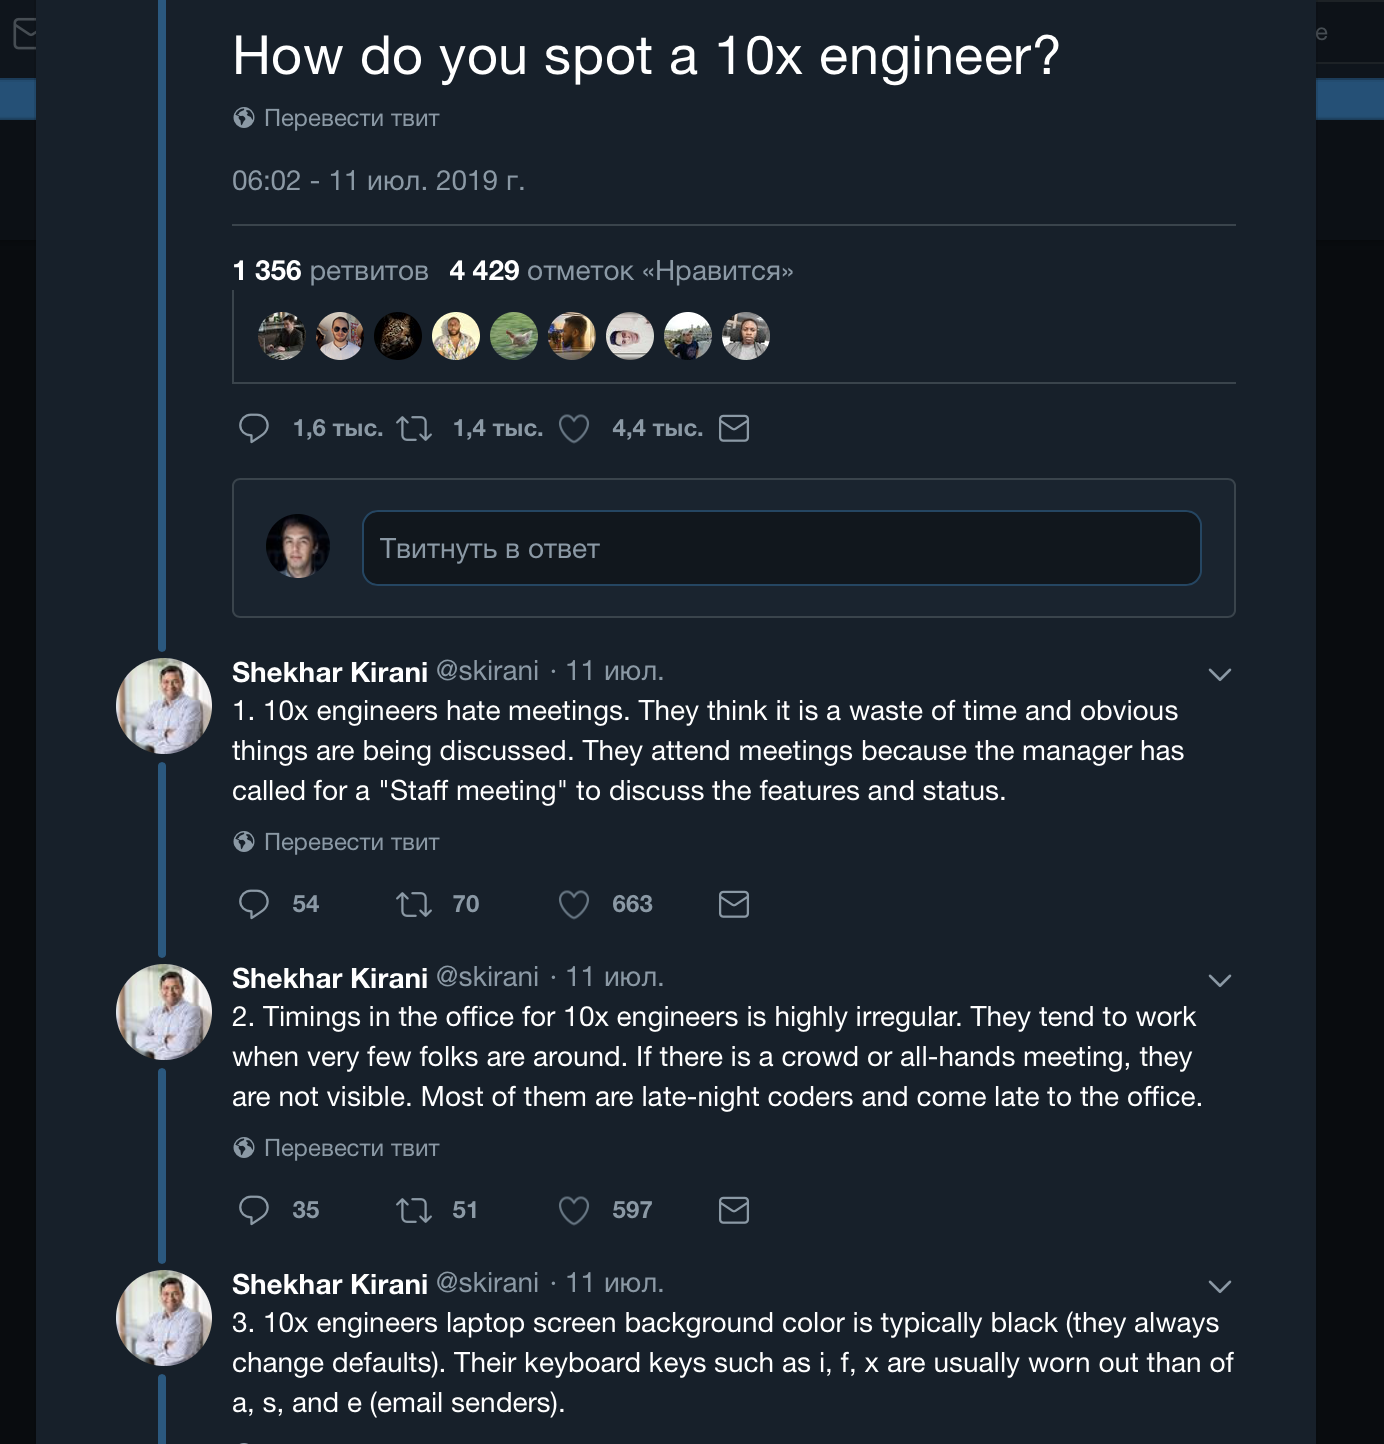 How do you spot a 10x engineer?
Перевести твит
06:02 - 11 июл. 2019 г.
1 356 ретвитов 4 429 отметок «Нравится»
1,6 тыс. 1,4 тыс. 4,4 тыс.
Твитнуть в ответ
Shekhar Kirani @skirani · 11 июл.
1. 10x engineers hate meetings. They think it is a waste of time and obvious
things are being discussed. They attend meetings because the manager has
called for a "Staff meeting" to discuss the features and status.
Перевести твит
54 70 663
Shekhar Kirani @skirani · 11 июл.
2. Timings in the office for 10x engineers is highly irregular. They tend to work
when very few folks are around. If there is a crowd or all-hands meeting, they
are not visible. Most of them are late-night coders and come late to the office.
Перевести твит
35 51 597
Shekhar Kirani @skirani · 11 июл.
3. 10x engineers laptop screen background color is typically black (they always
change defaults). Their keyboard keys such as i, f, x are usually worn out than of
a, s, and e (email senders).